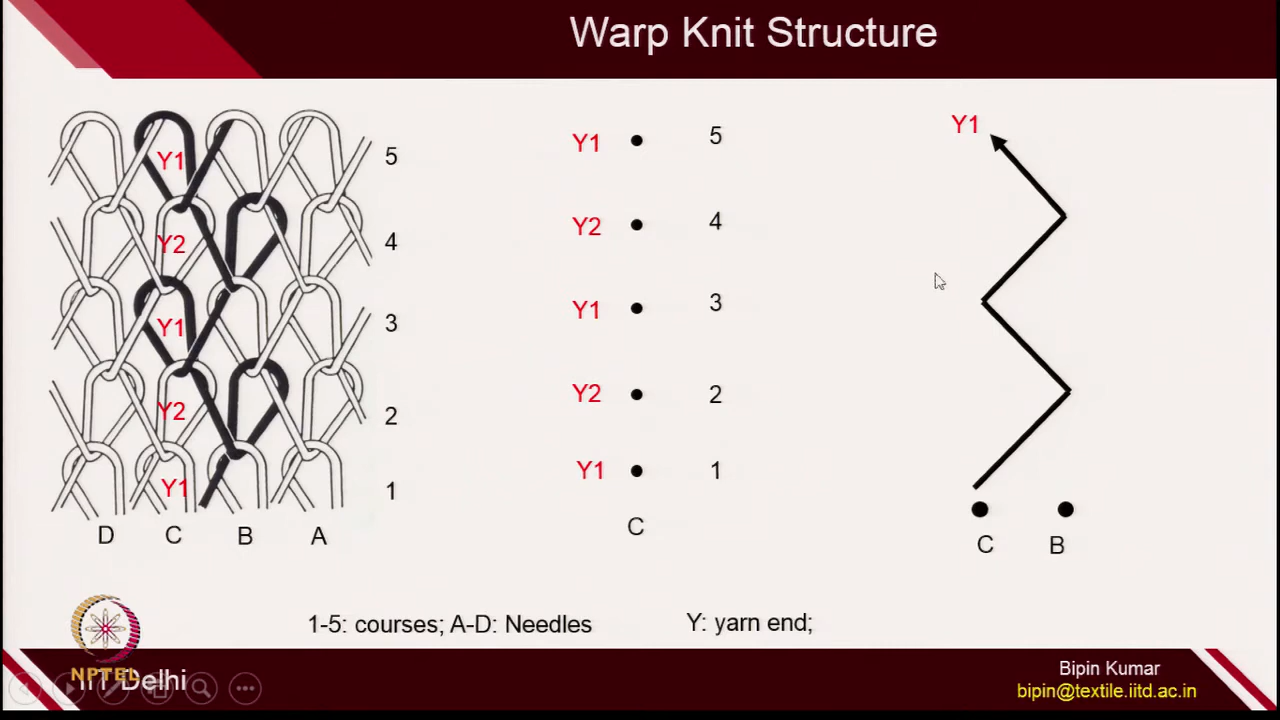 Warp Knit Structure
Y1
Y2
Y1
Y2
Y1
5
4
3
2
1
D C B A
Y1 5
Y2 4
Y1 3
Y2 2
Y1 1
C
Y1
C B
1-5: courses; A-D: Needles
Y: yarn end;
NPTEL
IIT Delhi
Bipin Kumar
bipin@textile.iitd.ac.in